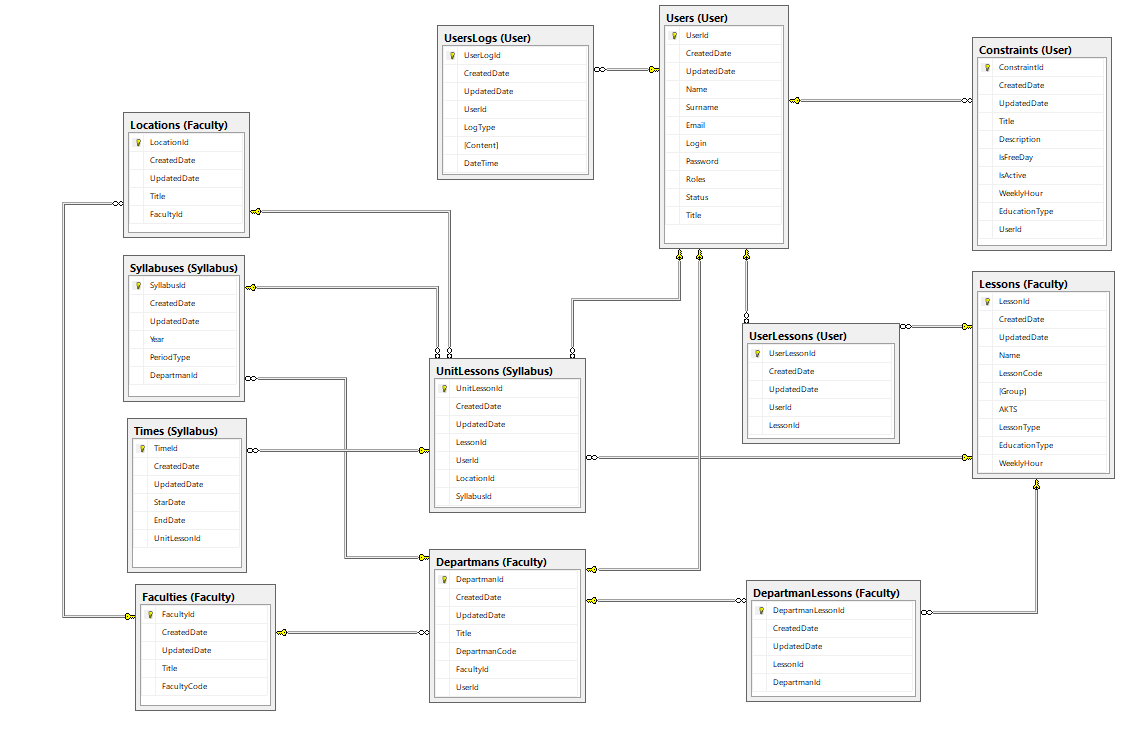 Users (User)
UserId
CreatedDate
UpdatedDate
Name
Surname
Email
Login
Password
Roles
Status
Title
UsersLogs (User)
UserLogId
CreatedDate
UpdatedDate
UserId
LogType
[Content]
DateTime
Constraints (User)
ConstraintId
CreatedDate
UpdatedDate
Title
Description
IsFreeDay
IsActive
WeeklyHour
EducationType
UserId
Locations (Faculty)
LocationId
CreatedDate
UpdatedDate
Title
FacultyId
Syllabuses (Syllabus)
SyllabusId
CreatedDate
UpdatedDate
Year
PeriodType
DepartmanId
Lessons (Faculty)
LessonId
CreatedDate
UpdatedDate
Name
LessonCode
[Group]
AKTS
LessonType
EducationType
WeeklyHour
UserLessons (User)
UserLessonId
CreatedDate
UpdatedDate
UserId
LessonId
UnitLessons (Syllabus)
UnitLessonId
CreatedDate
UpdatedDate
LessonId
UserId
LocationId
SyllabusId
Times (Syllabus)
TimeId
CreatedDate
UpdatedDate
StarDate
EndDate
UnitLessonId
Departmans (Faculty)
DepartmanId
CreatedDate
UpdatedDate
Title
DepartmanCode
FacultyId
UserId
DepartmanLessons (Faculty)
DepartmanLessonId
CreatedDate
UpdatedDate
LessonId
DepartmanId
Faculties (Faculty)
FacultyId
CreatedDate
UpdatedDate
Title
FacultyCode